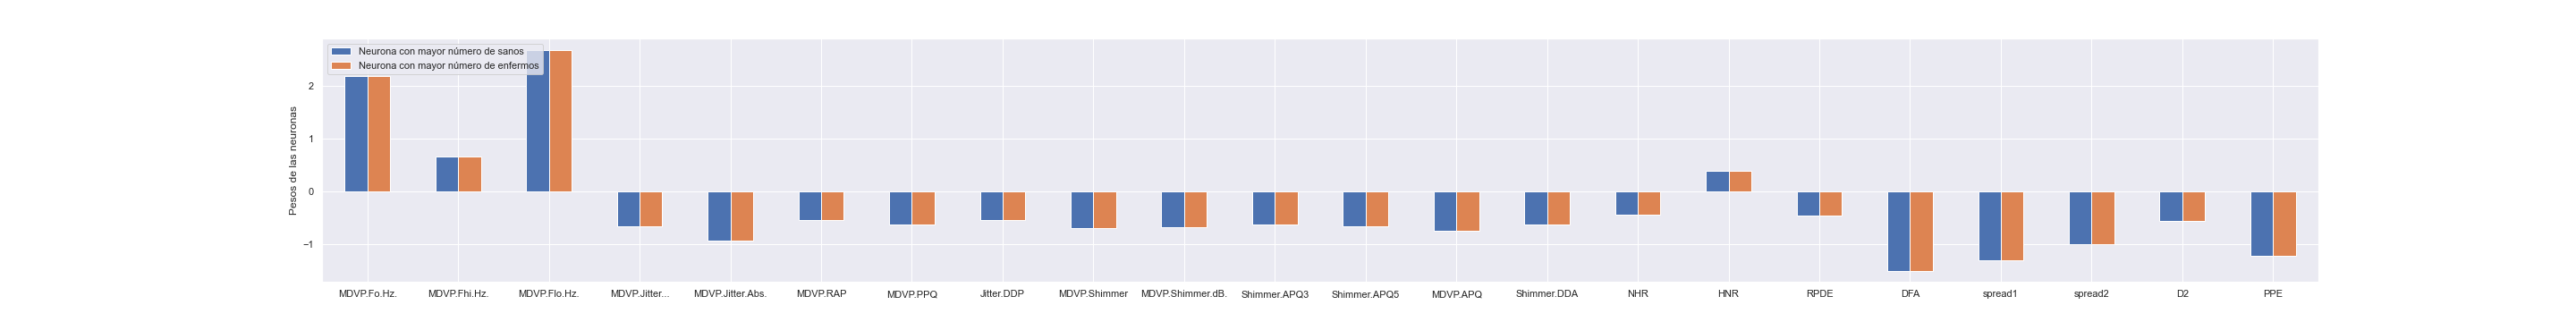 Neurona con mayor número de sanos
Neurona con mayor número de enfermos
Pesos de las neuronas
2
1
0
−1
MDVP.Fo.Hz. MDVP.Fhi.Hz. MDVP.Flo.Hz. MDVP.Jitter... MDVP.Jitter.Abs. MDVP.RAP MDVP.PPQ Jitter.DDP MDVP.Shimmer MDVP.Shimmer.dB. Shimmer.APQ3 Shimmer.APQ5 MDVP.APQ Shimmer.DDA NHR HNR RPDE DFA spread1 spread2 D2 PPE